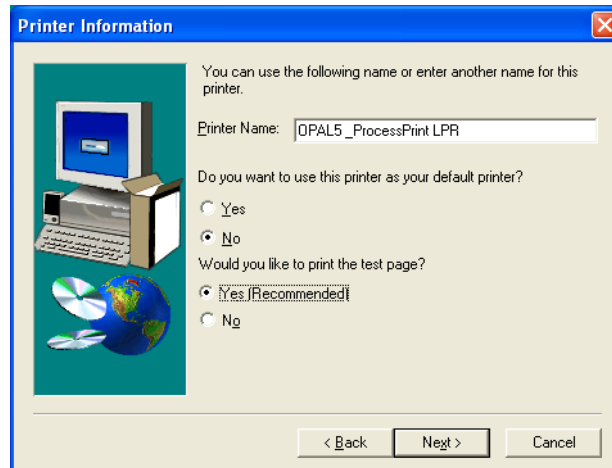 Printer Information
You can use the following name or enter another name for this
printer.
Printer Name: OPAL5 _ProcessPrint LPR
Do you want to use this printer as your default printer?
Yes
No
Would you like to print the test page?
Yes (Recommended)
No
< Back Next > Cancel